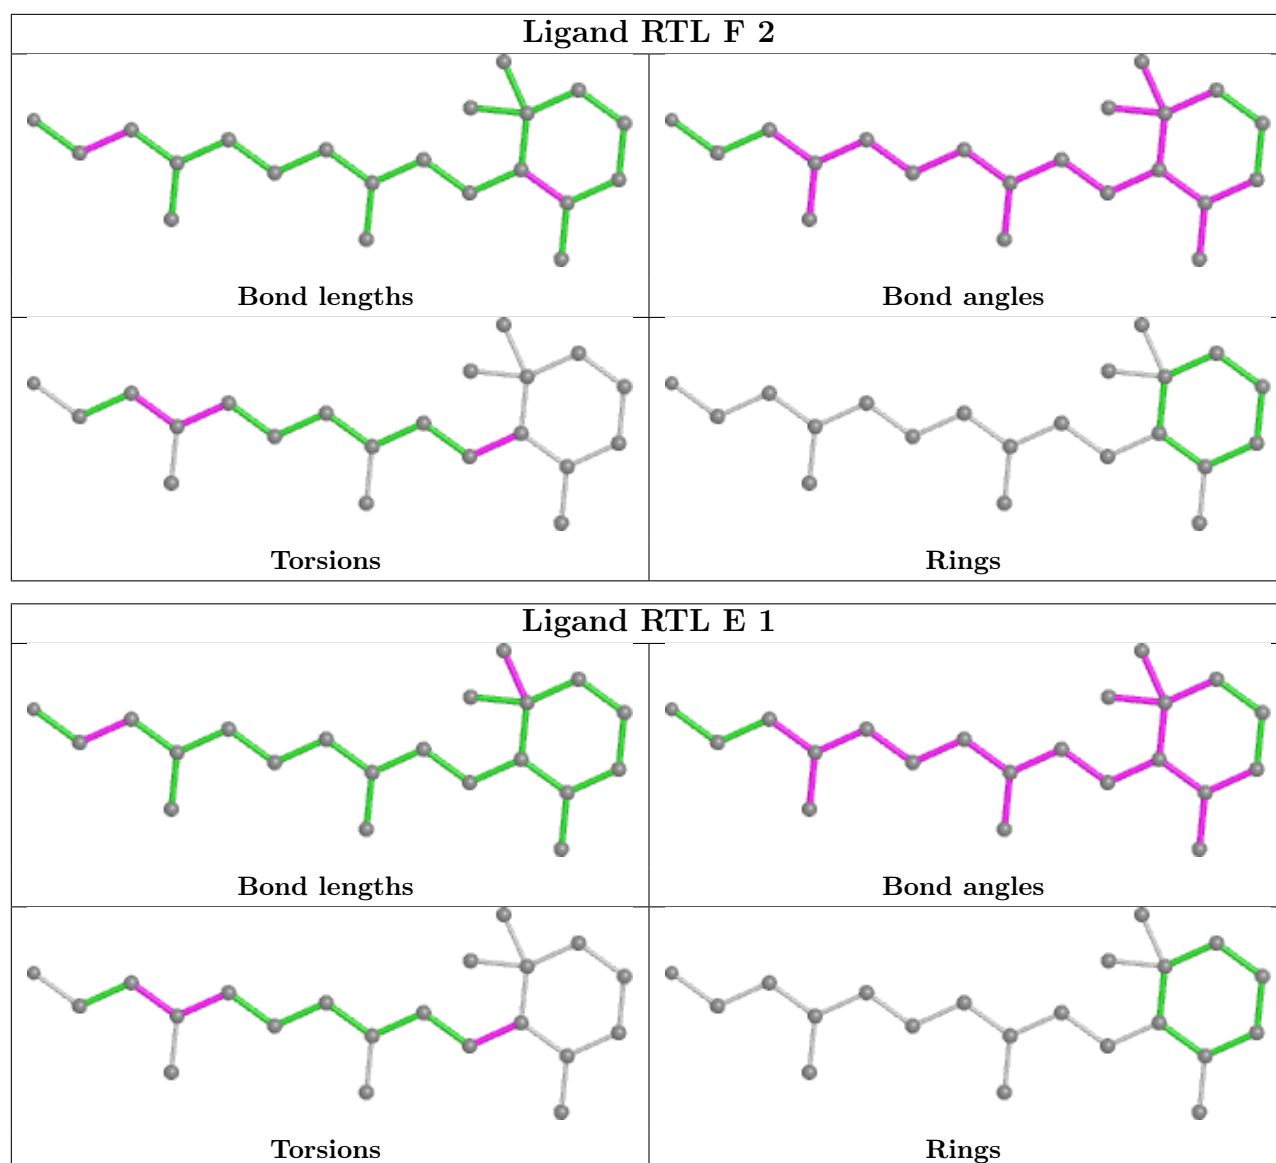 Ligand RTL F 2
Bond lengths
Bond angles
Torsions
Rings
Ligand RTL E 1
Bond lengths
Bond angles
Torsions
Rings